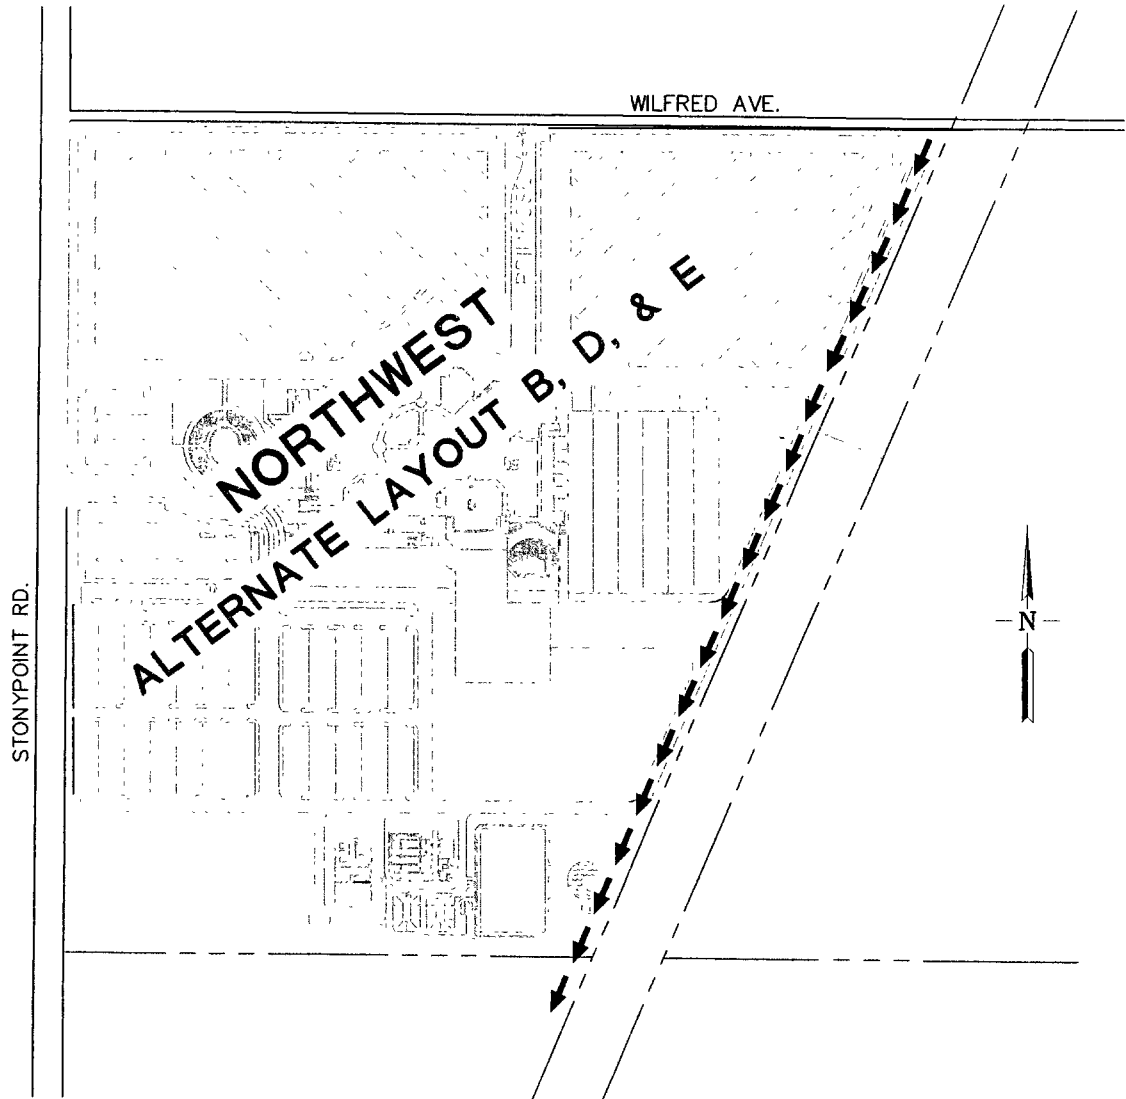 WILFRED AVE.
NORTHWEST
ALTERNATE LAYOUT B, D, & E
STONYPOINT RD.
N